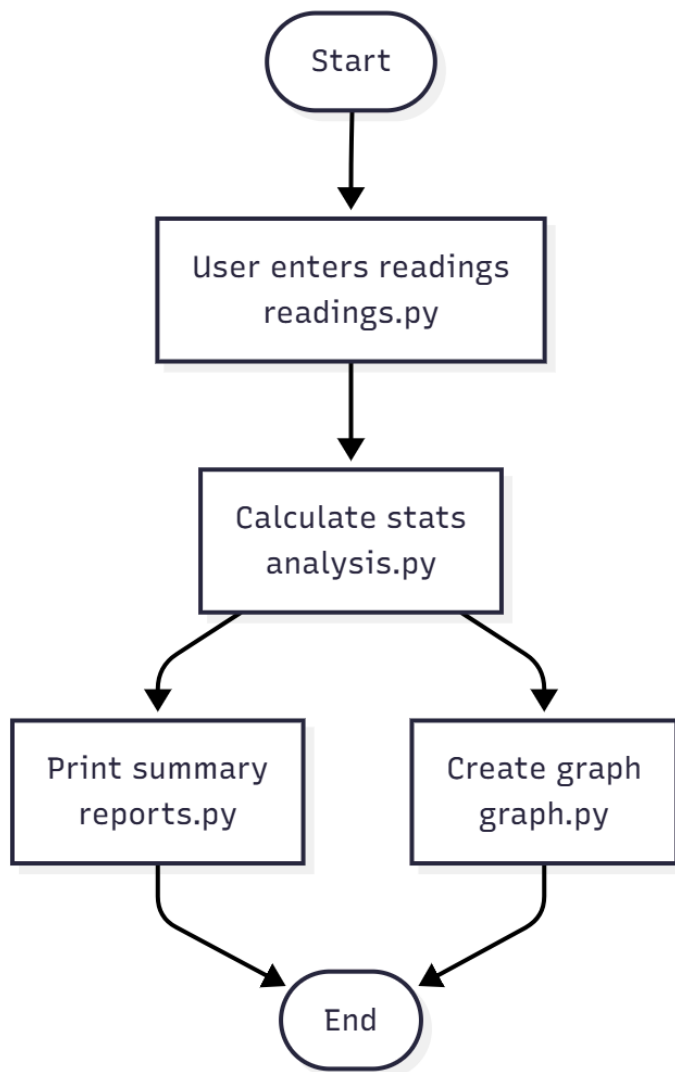 Start
User enters readings
readings.py
Calculate stats
analysis.py
Print summary
reports.py
Create graph
graph.py
End